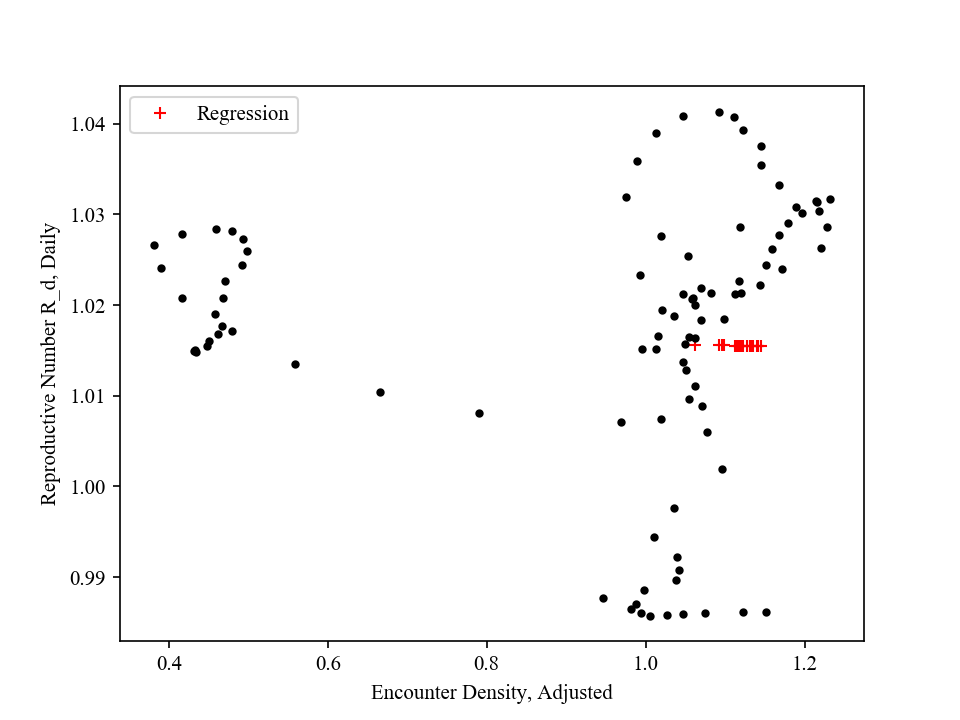 Regression
1.04
1.03
1.02
1.01
1.00
0.99
Reproductive Number R_d, Daily
0.4 0.6 0.8 1.0 1.2
Encounter Density, Adjusted